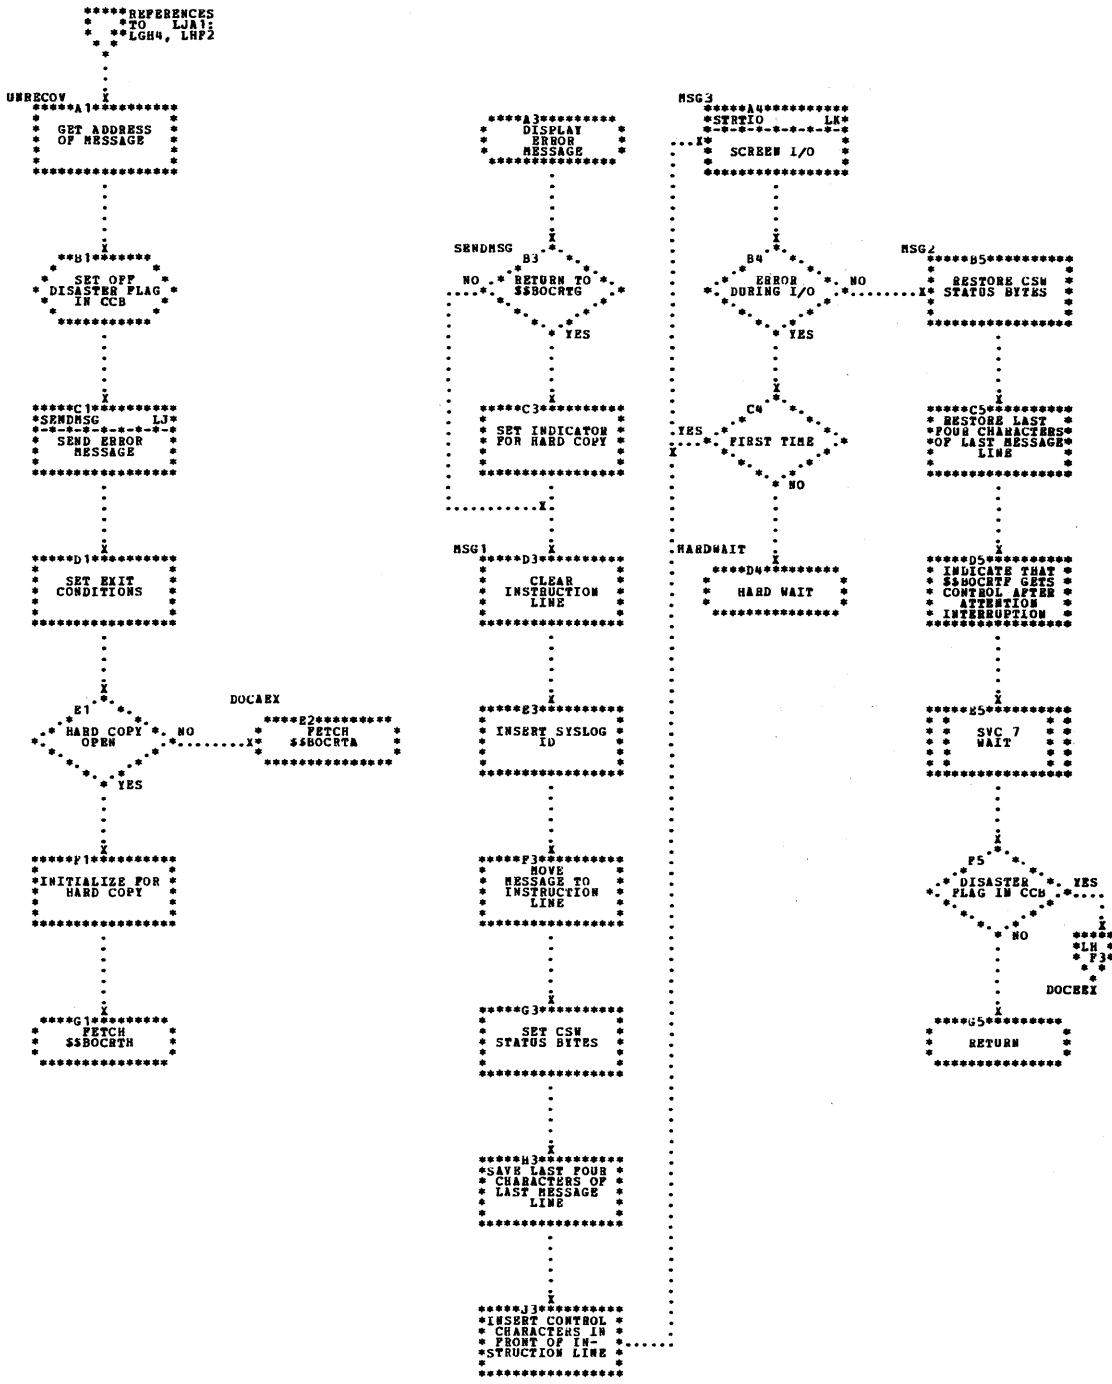 REFERENCES
TO LJA1:
LGH4, LHF2
UNRECOV
A1
GET ADDRESS
OF MESSAGE
B1
SET OFF
DISASTER FLAG
IN CCB
C1
SENDMSG LJ
SEND ERROR
MESSAGE
D1
SET EXIT
CONDITIONS
E1
HARD COPY
OPEN
NO
YES
DOCAEX
E2
FETCH
$$BOCRTA
F1
INITIALIZE FOR
HARD COPY
G1
FETCH
$$BOCRTH
A3
DISPLAY
ERROR
MESSAGE
SENDMSG
B3
NO
RETURN TO
$$BOCRTG
YES
C3
SET INDICATOR
FOR HARD COPY
MSG1
D3
CLEAR
INSTRUCTION
LINE
E3
INSERT SYSLOG
ID
F3
MOVE
MESSAGE TO
INSTRUCTION
LINE
G3
SET CSW
STATUS BYTES
H3
SAVE LAST FOUR
CHARACTERS OF
LAST MESSAGE
LINE
J3
INSERT CONTROL
CHARACTERS IN
FRONT OF IN-
STRUCTION LINE
MSG3
A4
STRTIO LK
SCREEN I/O
B4
ERROR
DURING I/O
NO
YES
C4
YES
FIRST TIME
NO
HARDWAIT
D4
HARD WAIT
MSG2
B5
RESTORE CSW
STATUS BYTES
C5
RESTORE LAST
FOUR CHARACTERS
OF LAST MESSAGE
LINE
D5
INDICATE THAT
$$BOCRTF GETS
CONTROL AFTER
ATTENTION
INTERRUPTION
E5
SVC 7
WAIT
F5
DISASTER
FLAG IN CCB
YES
NO
LH
F3
DOCEEX
G5
RETURN